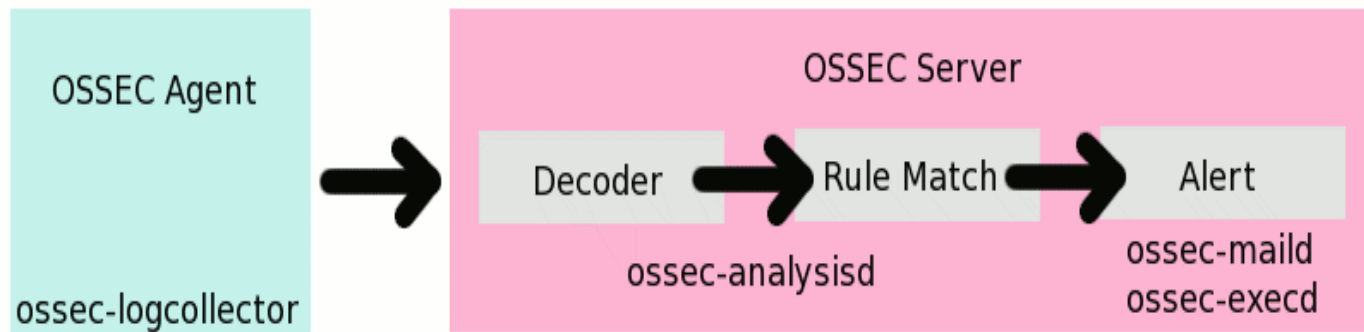 OSSEC Agent
ossec-logcollector
OSSEC Server
Decoder
Rule Match
Alert
ossec-analysisd
ossec-maild
ossec-execd